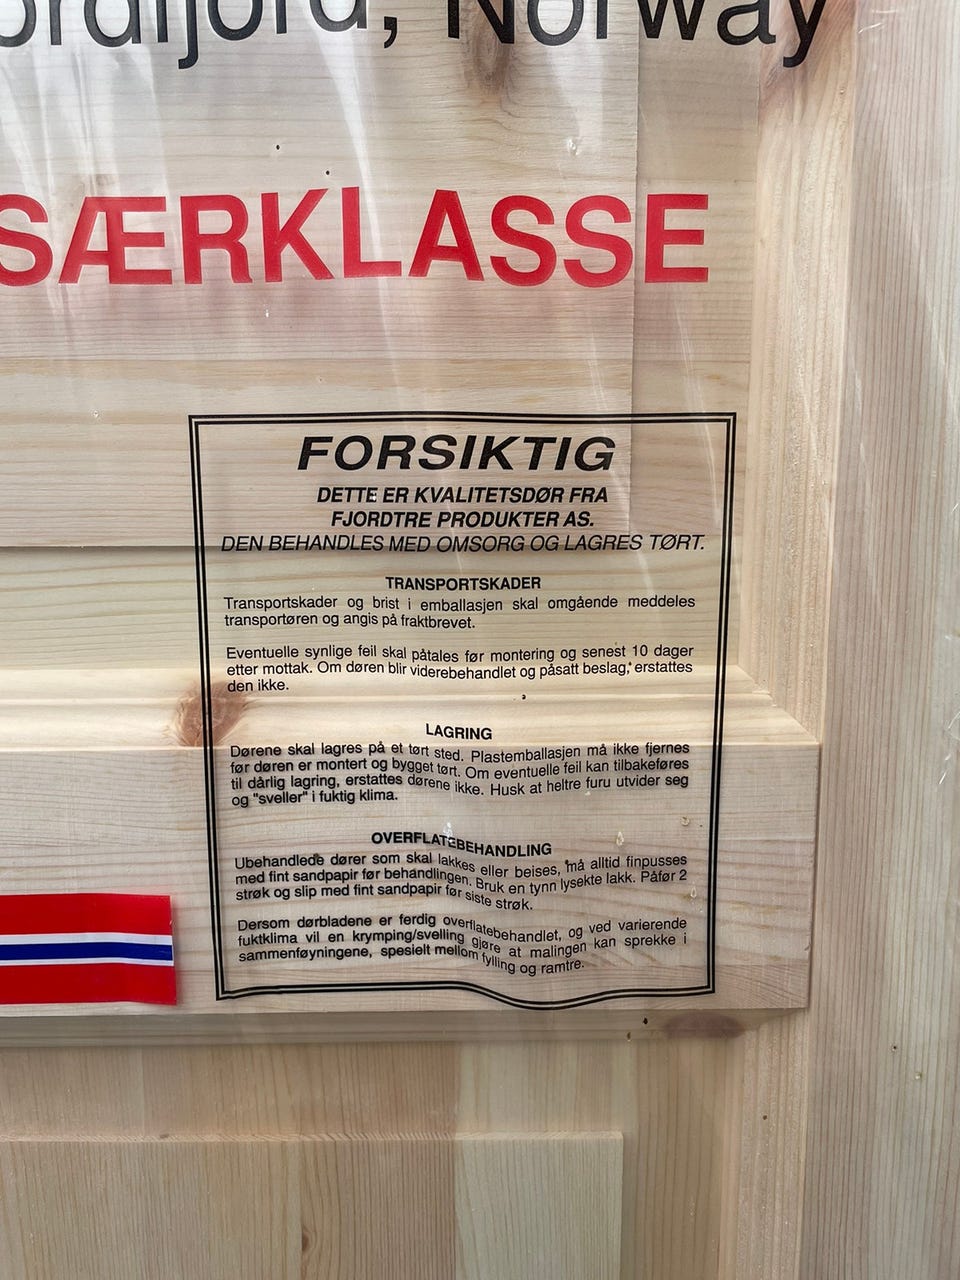 Norway
SÆRKLASSE
FORSIKTIG
DETTE ER KVALITETSDØR FRA
FJORDTRE PRODUKTER AS.
DEN BEHANDLES MED OMSORG OG LAGRES TØRT.
TRANSPORTSKADER
Transportskader og brist i emballasjen skal omgående meddeles
transportøren og angis på fraktbrevet.
Eventuelle synlige feil skal påtales før montering og senest 10 dager
etter mottak. Om døren blir viderebehandlet og påsatt beslag, erstattes
den ikke.
LAGRING
Dørene skal lagres på et tørt sted. Plastemballasjen må ikke fjernes
før døren er montert og bygget tørt. Om eventuelle feil kan tilbakeføres
til dårlig lagring, erstattes dørene ikke. Husk at heltre furu utvider seg
og "sveller" i fuktig klima.
OVERFLATEBEHANDLING
Ubehandlede dører som skal lakkes eller beises, må alltid finpusses
med fint sandpapir før behandlingen. Bruk en tynn lysekte lakk. Påfør 2
strøk og slip med fint sandpapir før siste strøk.
Dersom dørbladene er ferdig overflatebehandlet, og ved varierende
fuktklima vil en krymping/svelling gjøre at malingen kan sprekke i
sammenføyningene, spesielt mellom fylling og ramtre.